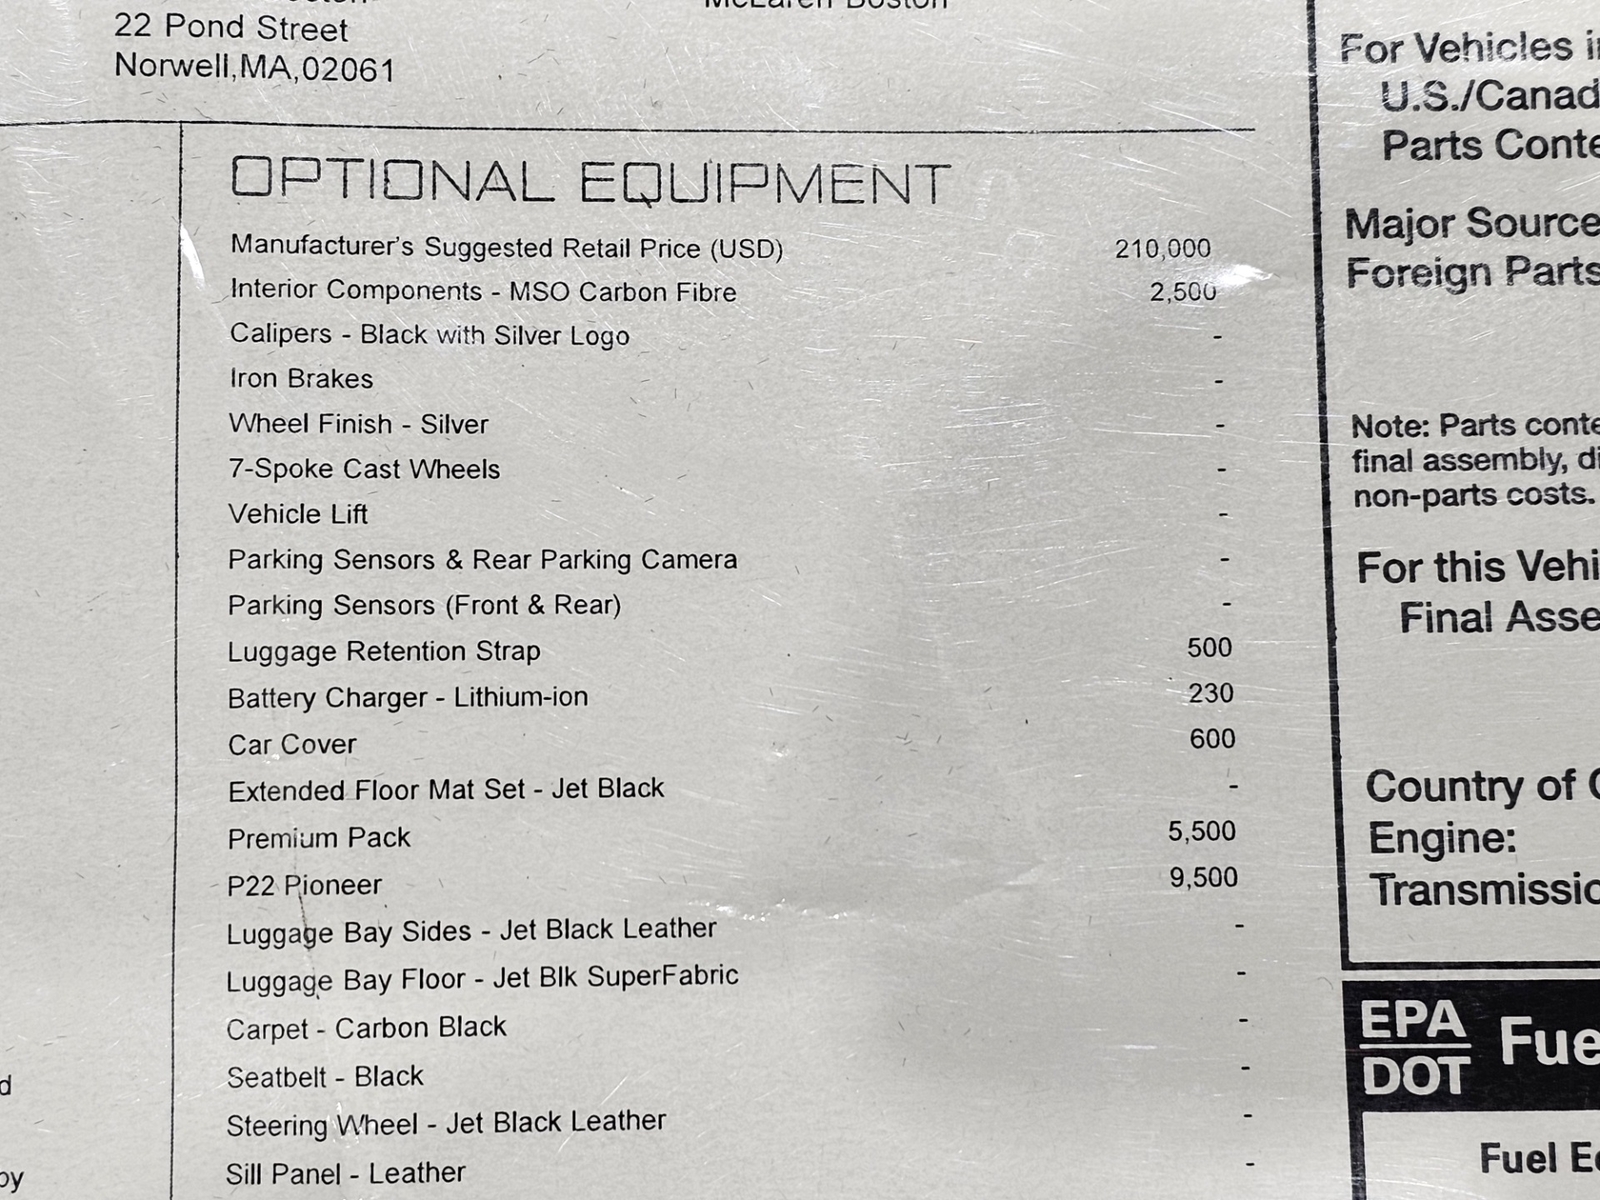 22 Pond Street
McLaren Boston
Norwell,MA,02061
OPTIONAL EQUIPMENT
Manufacturer's Suggested Retail Price (USD) 210,000
Interior Components - MSO Carbon Fibre 2,500
Calipers - Black with Silver Logo -
Iron Brakes -
Wheel Finish - Silver -
7-Spoke Cast Wheels -
Vehicle Lift -
Parking Sensors & Rear Parking Camera -
Parking Sensors (Front & Rear) -
Luggage Retention Strap 500
Battery Charger - Lithium-ion 230
Car Cover 600
Extended Floor Mat Set - Jet Black -
Premium Pack 5,500
P22 Pioneer 9,500
Luggage Bay Sides - Jet Black Leather -
Luggage Bay Floor - Jet Blk SuperFabric -
Carpet - Carbon Black -
Seatbelt - Black -
Steering Wheel - Jet Black Leather -
Sill Panel - Leather -
For Vehicles
U.S./Canad
Parts Conte
Major Source
Foreign Parts
Note: Parts conte
final assembly, di
non-parts costs.
For this Vehi
Final Asse
Country of
Engine:
Transmissio
EPA
DOT
Fue
Fuel E